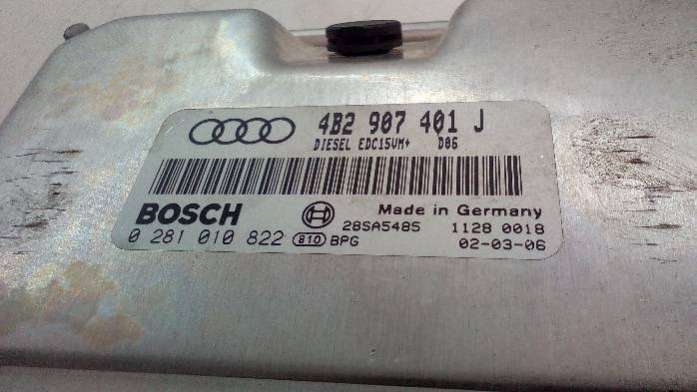 4B2 907 401 J
DIESEL EDC15VM+ D06
BOSCH Made in Germany
28SA5485 1128 0018
0 281 010 822 810 BPG 02-03-06